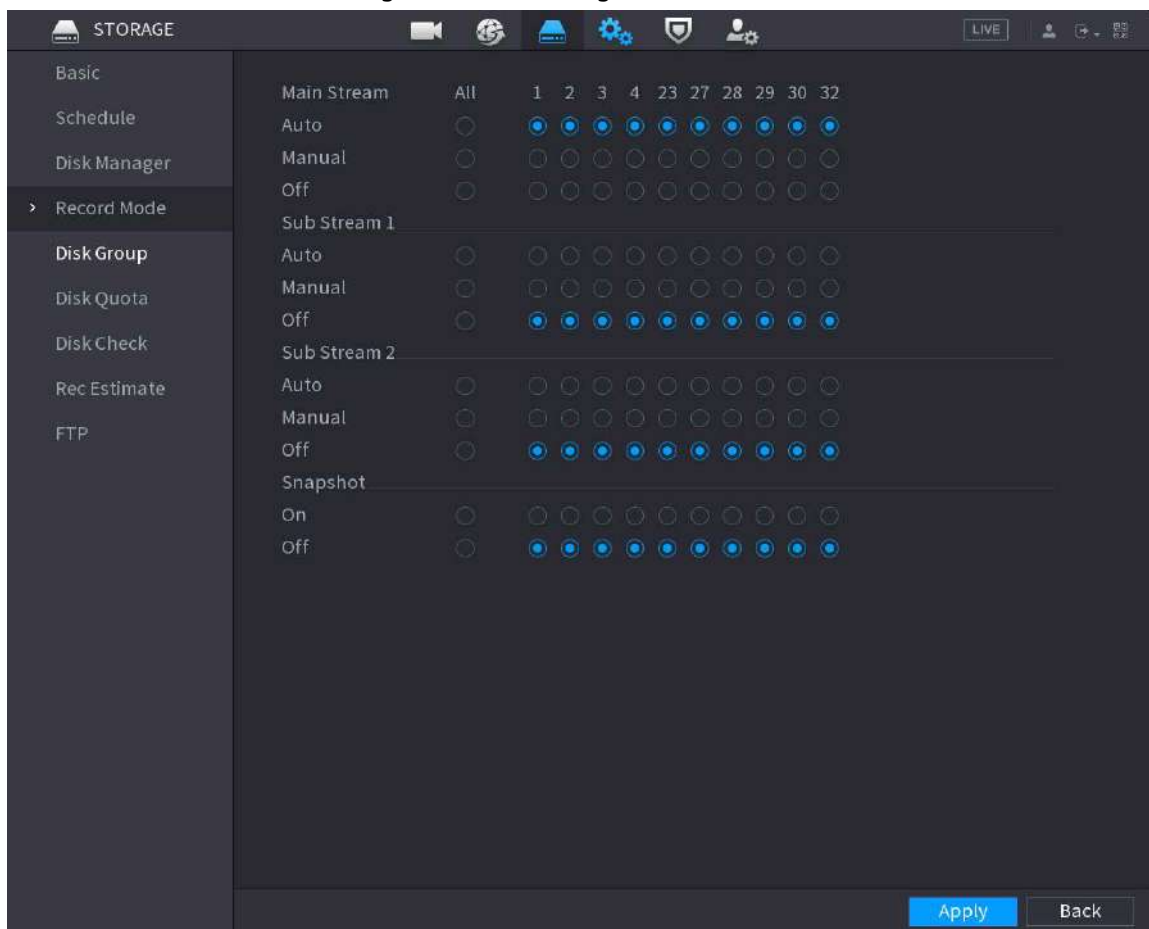 STORAGE LIVE
Basic
Schedule
Disk Manager
Record Mode
Disk Group
Disk Quota
Disk Check
Rec Estimate
FTP
Main Stream All 1 2 3 4 23 27 28 29 30 32
Auto
Manual
Off
Sub Stream 1
Auto
Manual
Off
Sub Stream 2
Auto
Manual
Off
Snapshot
On
Off
Apply Back